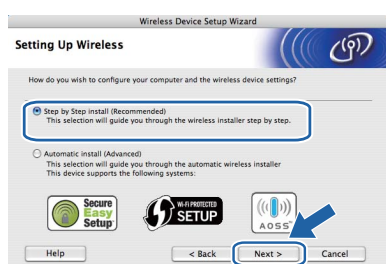 Wireless Device Setup Wizard
Setting Up Wireless
How do you wish to configure your computer and the wireless device settings?
Step by Step install (Recommended)
This selection will guide you through the wireless installer step by step.
Automatic install (Advanced)
This selection will guide you through the automatic wireless installer
This device supports the following systems:
Secure
Easy
Setup
WI-FI PROTECTED
SETUP
AOSS
Help
< Back
Next >
Cancel